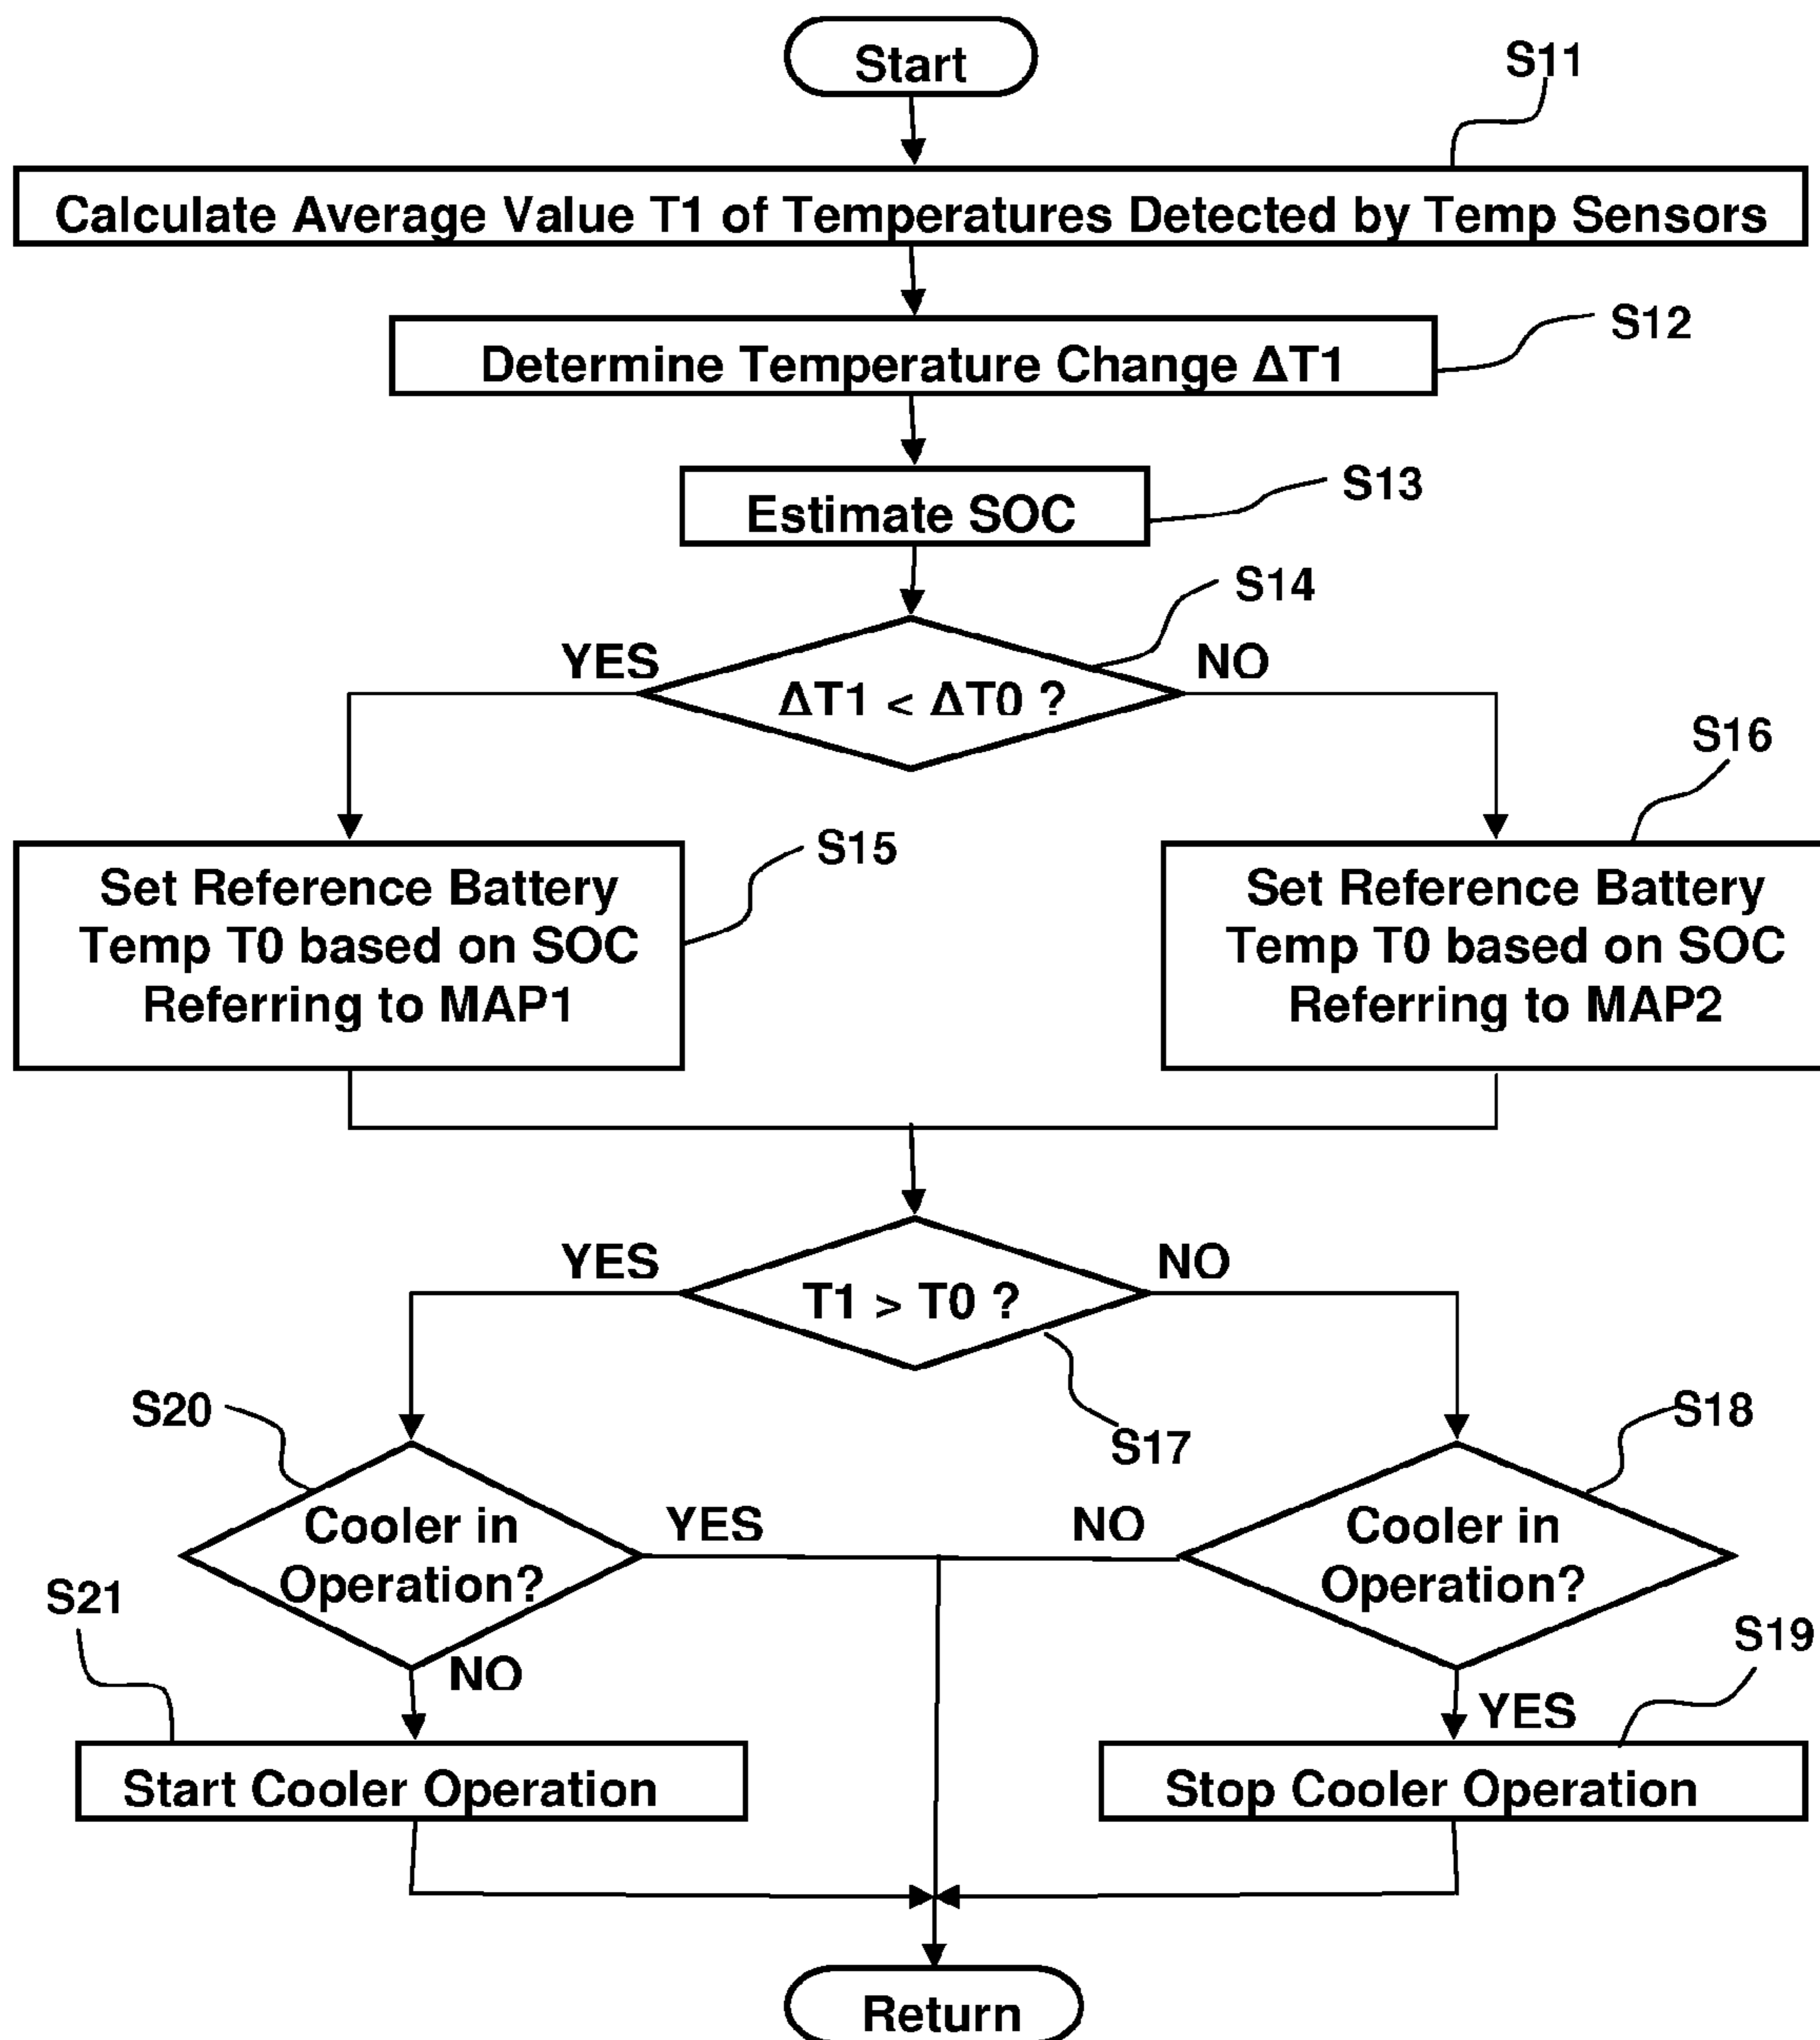 Start
S11
Calculate Average Value T1 of Temperatures Detected by Temp Sensors
S12
Determine Temperature Change ΔT1
S13
Estimate SOC
S14
YES
NO
ΔT1 < ΔT0 ?
S16
S15
Set Reference Battery
Temp T0 based on SOC
Referring to MAP1
Set Reference Battery
Temp T0 based on SOC
Referring to MAP2
YES
NO
T1 > T0 ?
S20
S17
S18
Cooler in
Operation?
YES
NO
Cooler in
Operation?
S21
NO
S19
YES
Start Cooler Operation
Stop Cooler Operation
Return